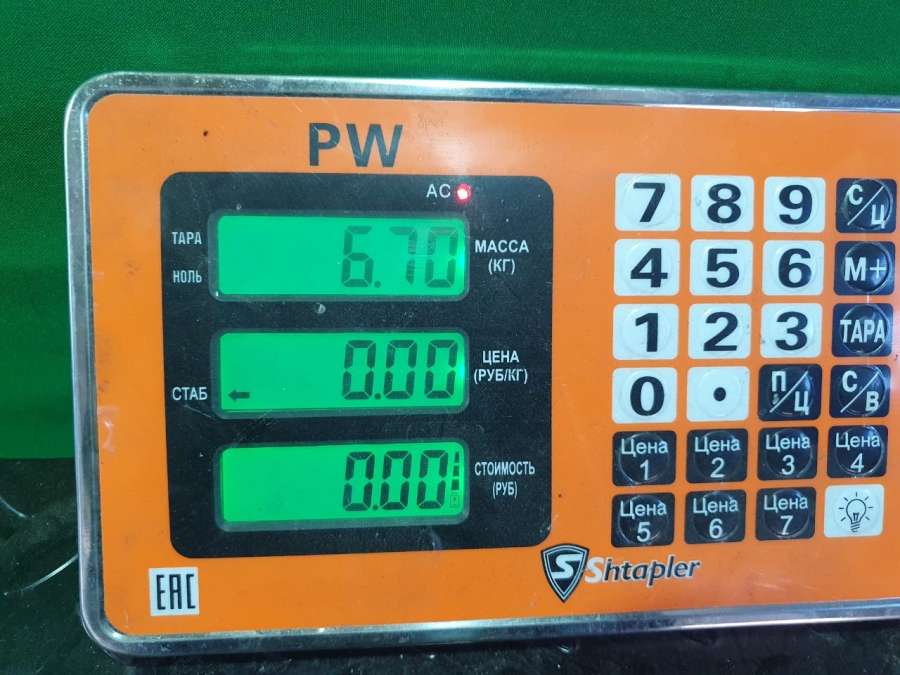 PW
AC
ТАРА
НОЛЬ
6.70
МАССА
(КГ)
СТАБ
0.00
ЦЕНА
(РУБ/КГ)
0.00
СТОИМОСТЬ
(РУБ)
7 8 9 С/Ц
4 5 6 М+
1 2 3 ТАРА
0 . П/Ц С/В
Цена 1 Цена 2 Цена 3 Цена 4
Цена 5 Цена 6 Цена 7
EAC
S Shtapler